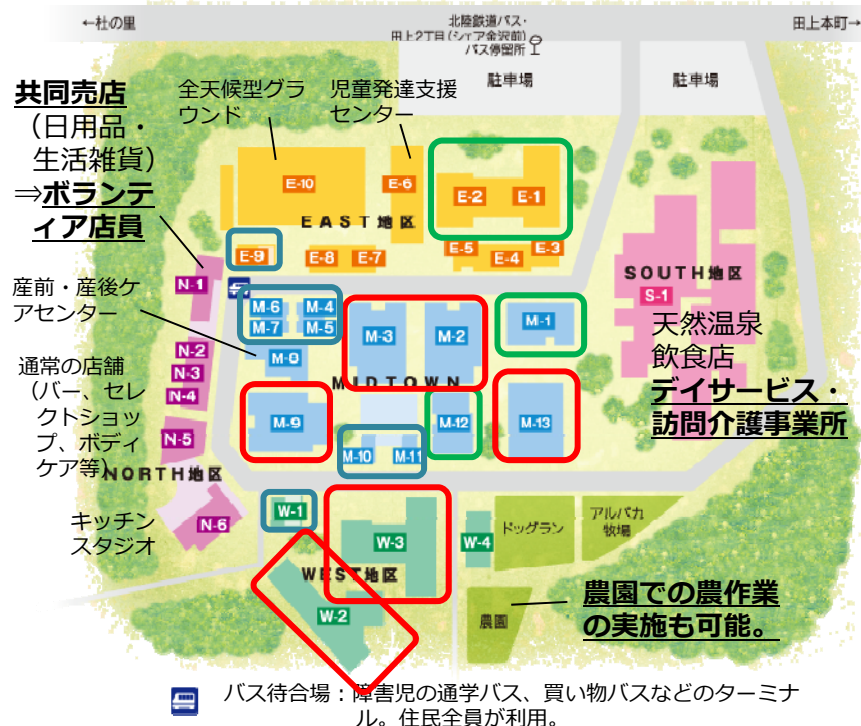 ←杜の里
北陸鉄道バス・
田上2丁目(シェア金沢前)
バス停留所
田上本町→
駐車場
駐車場
共同売店
(日用品・
生活雑貨)
⇒ボランテ
ィア店員
全天候型グラ
ウンド
児童発達支援
センター
E-10
E-6
E-2
E-1
EAST地区
E-9
E-8
E-7
E-5
E-4
E-3
SOUTH地区
S-1
天然温泉
飲食店
デイサービス・
訪問介護事業所
産前・産後ケ
アセンター
N-1
M-6
M-4
M-7
M-5
M-3
M-2
M-1
M-8
MIDTOWN
通常の店舗
(バー、セレ
クトショッ
プ、ボディ
ケア等)
N-2
N-3
N-4
N-5
NORTH地区
M-9
M-10
M-11
M-12
M-13
キッチン
スタジオ
N-6
W-1
W-3
W-4
ドッグラン
アルパカ
牧場
WEST地区
W-2
農園
農園での農作業
の実施も可能。
バス待合場:障害児の通学バス、買い物バスなどのターミナ
ル。住民全員が利用。